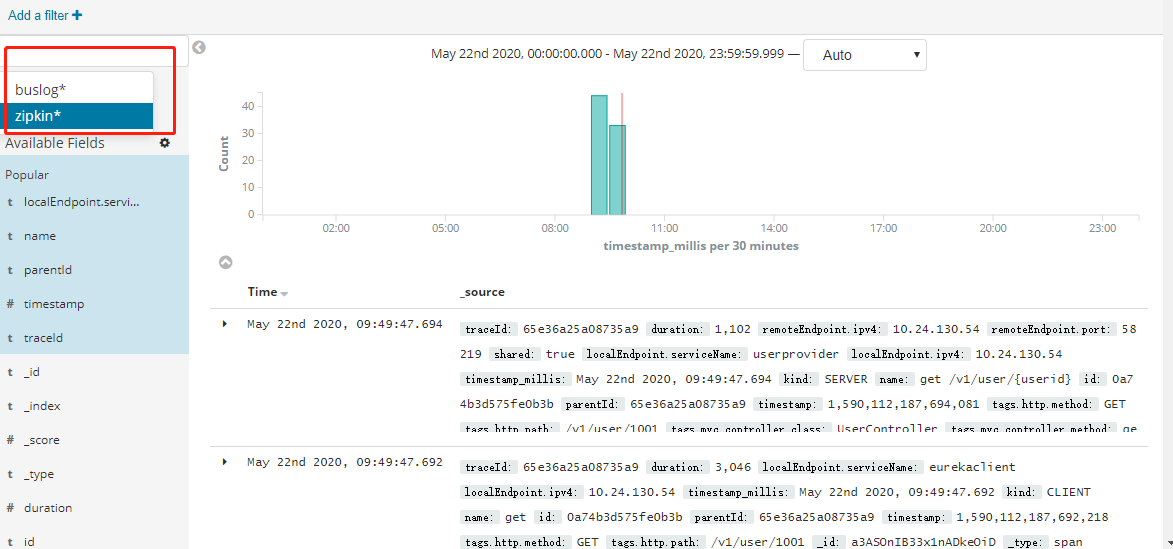 Add a filter
May 22nd 2020, 00:00:00.000 - May 22nd 2020, 23:59:59.999 — Auto
buslog*
zipkin*
Available Fields
Popular
t localEndpoint.servi...
t name
t parentId
# timestamp
t traceId
t _id
t _index
# _score
t _type
# duration
t id
Count
40
30
20
10
0
02:00 05:00 08:00 11:00 14:00 17:00 20:00 23:00
timestamp_millis per 30 minutes
Time _source
May 22nd 2020, 09:49:47.694
traceId: 65e36a25a08735a9 duration: 1,102 remoteEndpoint.ipv4: 10.24.130.54 remoteEndpoint.port: 58
219 shared: true localEndpoint.serviceName: userprovider localEndpoint.ipv4: 10.24.130.54
timestamp_millis: May 22nd 2020, 09:49:47.694 kind: SERVER name: get /v1/user/{userid} id: 0a7
4b3d575fe0b3b parentId: 65e36a25a08735a9 timestamp: 1,590,112,187,694,081 tags.http.method: GET
tags.http.path: /v1/user/1001 tags.mvc.controller.class: UserController tags.mvc.controller.method: ge
May 22nd 2020, 09:49:47.692
traceId: 65e36a25a08735a9 duration: 3,046 localEndpoint.serviceName: eurekaclient
localEndpoint.ipv4: 10.24.130.54 timestamp_millis: May 22nd 2020, 09:49:47.692 kind: CLIENT
name: get id: 0a74b3d575fe0b3b parentId: 65e36a25a08735a9 timestamp: 1,590,112,187,692,218
tags.http.method: GET tags.http.path: /v1/user/1001 _id: a3ASOnIB33x1nADkeOiD _type: span